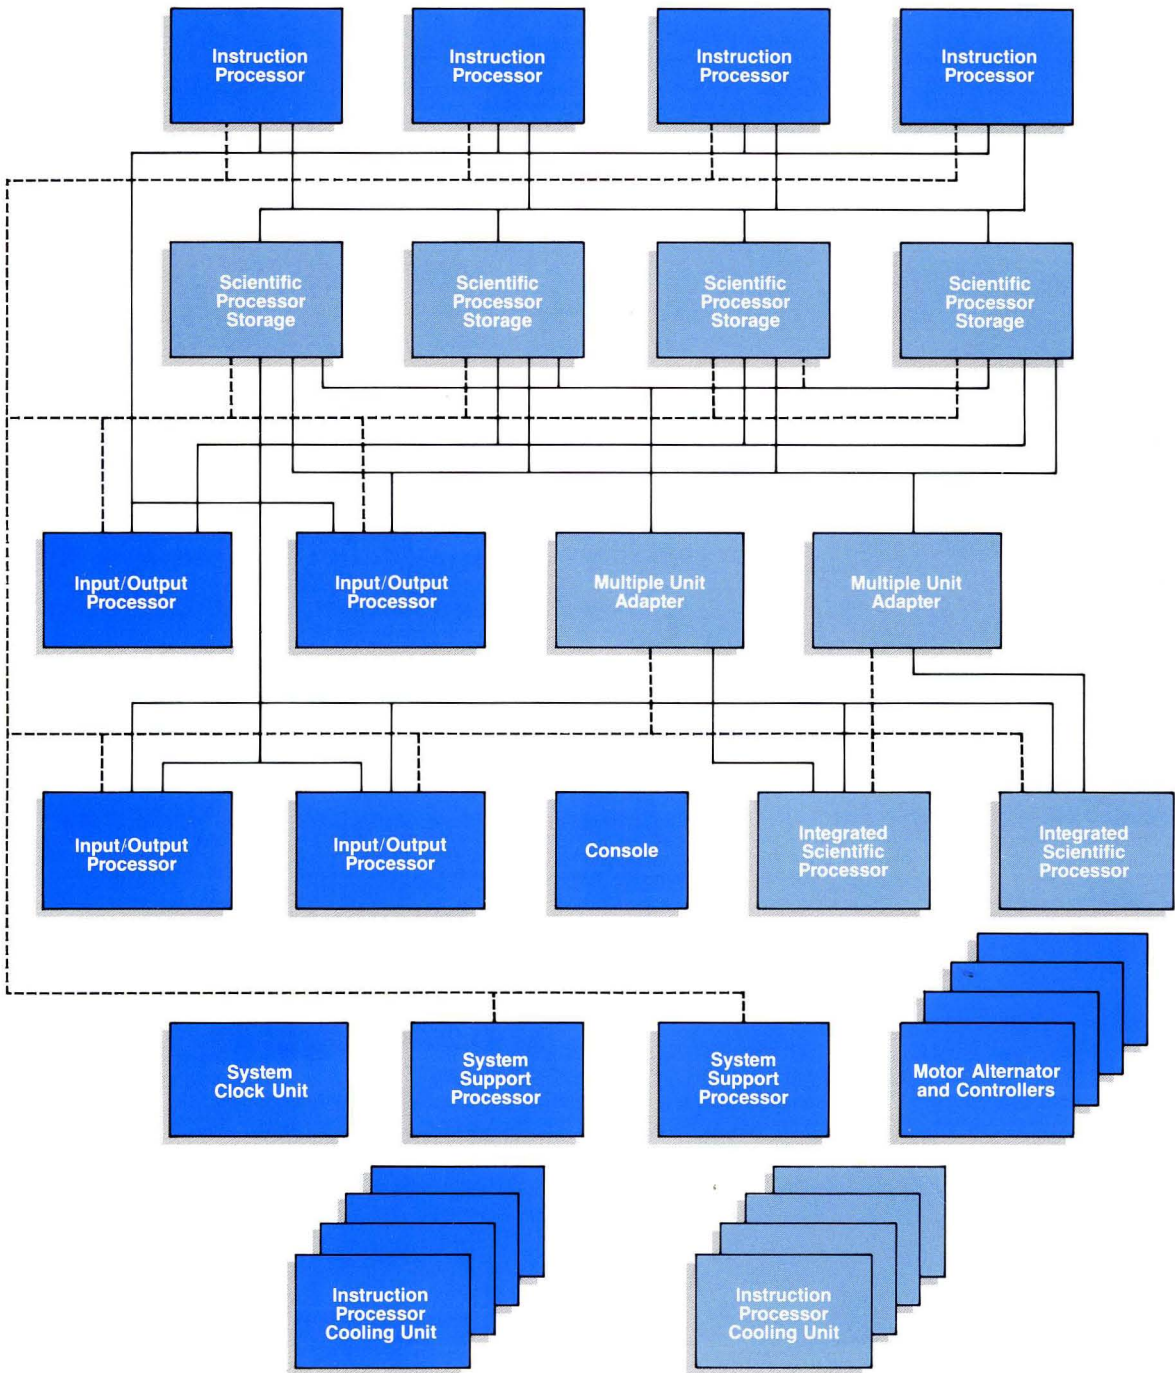 Instruction
Processor
Instruction
Processor
Instruction
Processor
Instruction
Processor
Scientific
Processor
Storage
Scientific
Processor
Storage
Scientific
Processor
Storage
Scientific
Processor
Storage
Input/Output
Processor
Input/Output
Processor
Multiple Unit
Adapter
Multiple Unit
Adapter
Input/Output
Processor
Input/Output
Processor
Console
Integrated
Scientific
Processor
Integrated
Scientific
Processor
System
Clock Unit
System
Support
Processor
System
Support
Processor
Motor Alternator
and Controllers
Instruction
Processor
Cooling Unit
Instruction
Processor
Cooling Unit